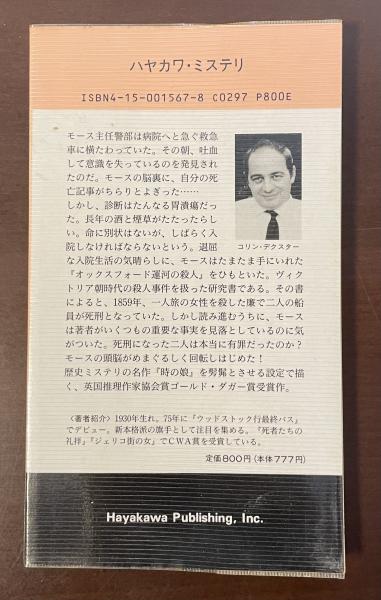 ハヤカワ・ミステリ
ISBN4-15-001567-8 C0297 P800E
モース主任警部は病院へと急ぐ救急
車に横たわっていた。その朝、吐血
して意識を失っているのを発見され
たのだ。モースの脳裏に、自分の死
亡記事がちらりとよぎった……
しかし、診断はたんなる胃潰瘍だっ
た。長年の酒と煙草がたたったらし
い。命に別状はないが、しばらく入
院しなければならないという。退屈
な入院生活の気晴らしに、モースはたまたま手にいれた
『オックスフォード運河の殺人』をひもといた。ヴィク
トリア朝時代の殺人事件を扱った研究書である。その書
によると、1859年、一人旅の女性を殺した廉で二人の船
員が死刑となっていた。しかし読み進むうちに、モース
は著者がいくつもの重要な事実を見落としているのに気
がついた。死刑になった二人は本当に有罪だったのか？
モースの頭脳がめまぐるしく回転しはじめた！
歴史ミステリの名作『時の娘』を髣髴とさせる設定で描
く、英国推理作家協会賞ゴールド・ダガー賞受賞作。
コリン・デクスター
〈著者紹介〉1930年生れ。75年に『ウッドストック行最終バス』
でデビュー。新本格派の旗手として注目を集める。『死者たちの
礼拝』『ジェリコ街の女』でCWA賞を受賞している。
定価800円(本体777円)
Hayakawa Publishing, Inc.